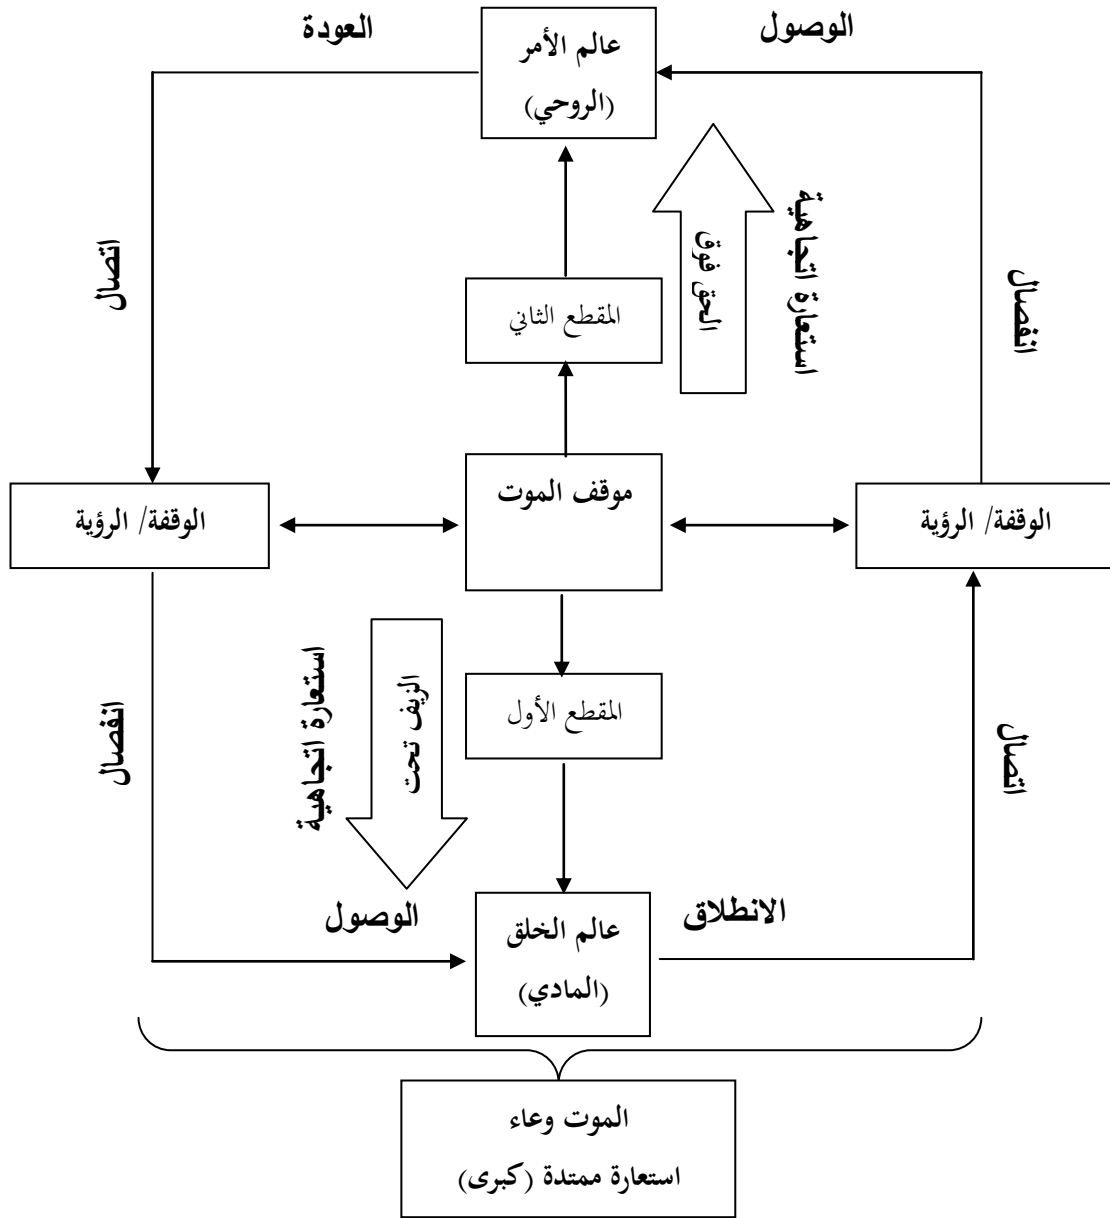 الوصول
العودة
عالم الأمر
(الروحي)
استعارة اتجاهية
الحق فوق
انفصال
اتصال
المقطع الثاني
الوقفة/ الرؤية
موقف الموت
الوقفة/ الرؤية
اتصال
المقطع الأول
الزيف تحت
استعارة اتجاهية
انفصال
الانطلاق
عالم الخلق
(المادي)
الوصول
الموت وعاء
استعارة ممتدة (كبرى)